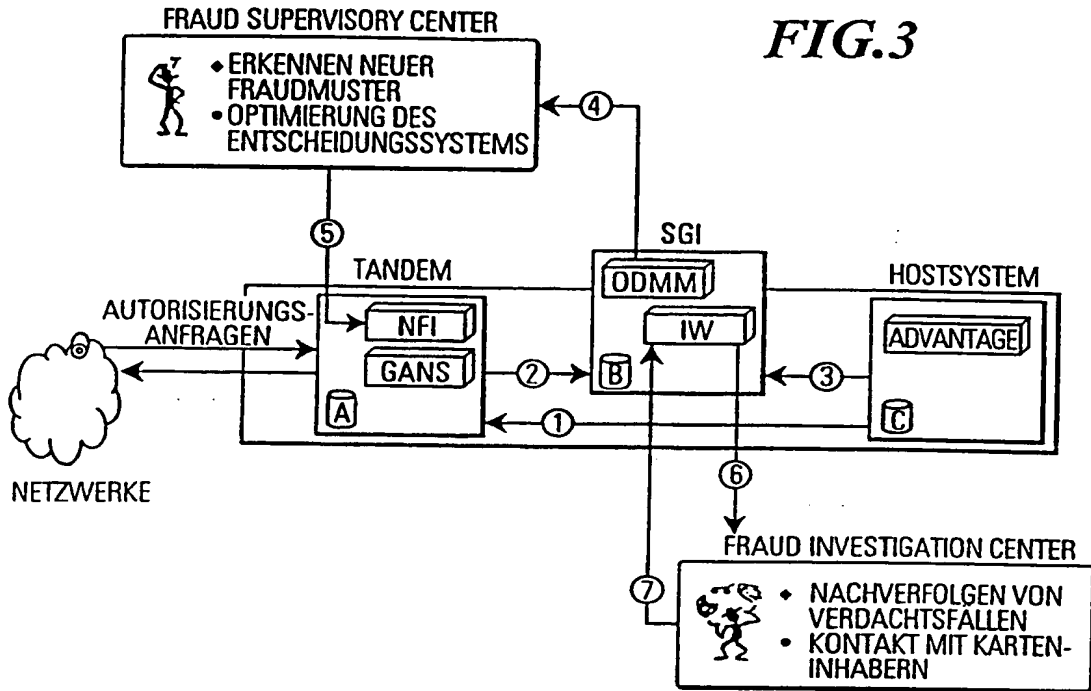 FRAUD SUPERVISORY CENTER
FIG.3
ERKENNEN NEUER
FRAUDMUSTER
OPTIMIERUNG DES
ENTSCHEIDUNGSSYSTEMS
4
5
SGI
TANDEM
HOSTSYSTEM
ODMM
AUTORISIERUNGS-
ANFRAGEN
NFI
IW
ADVANTAGE
GANS
2
B
3
A
1
C
6
NETZWERKE
FRAUD INVESTIGATION CENTER
7
NACHVERFOLGEN VON
VERDACHTSFÄLLEN
KONTAKT MIT KARTEN-
INHABERN